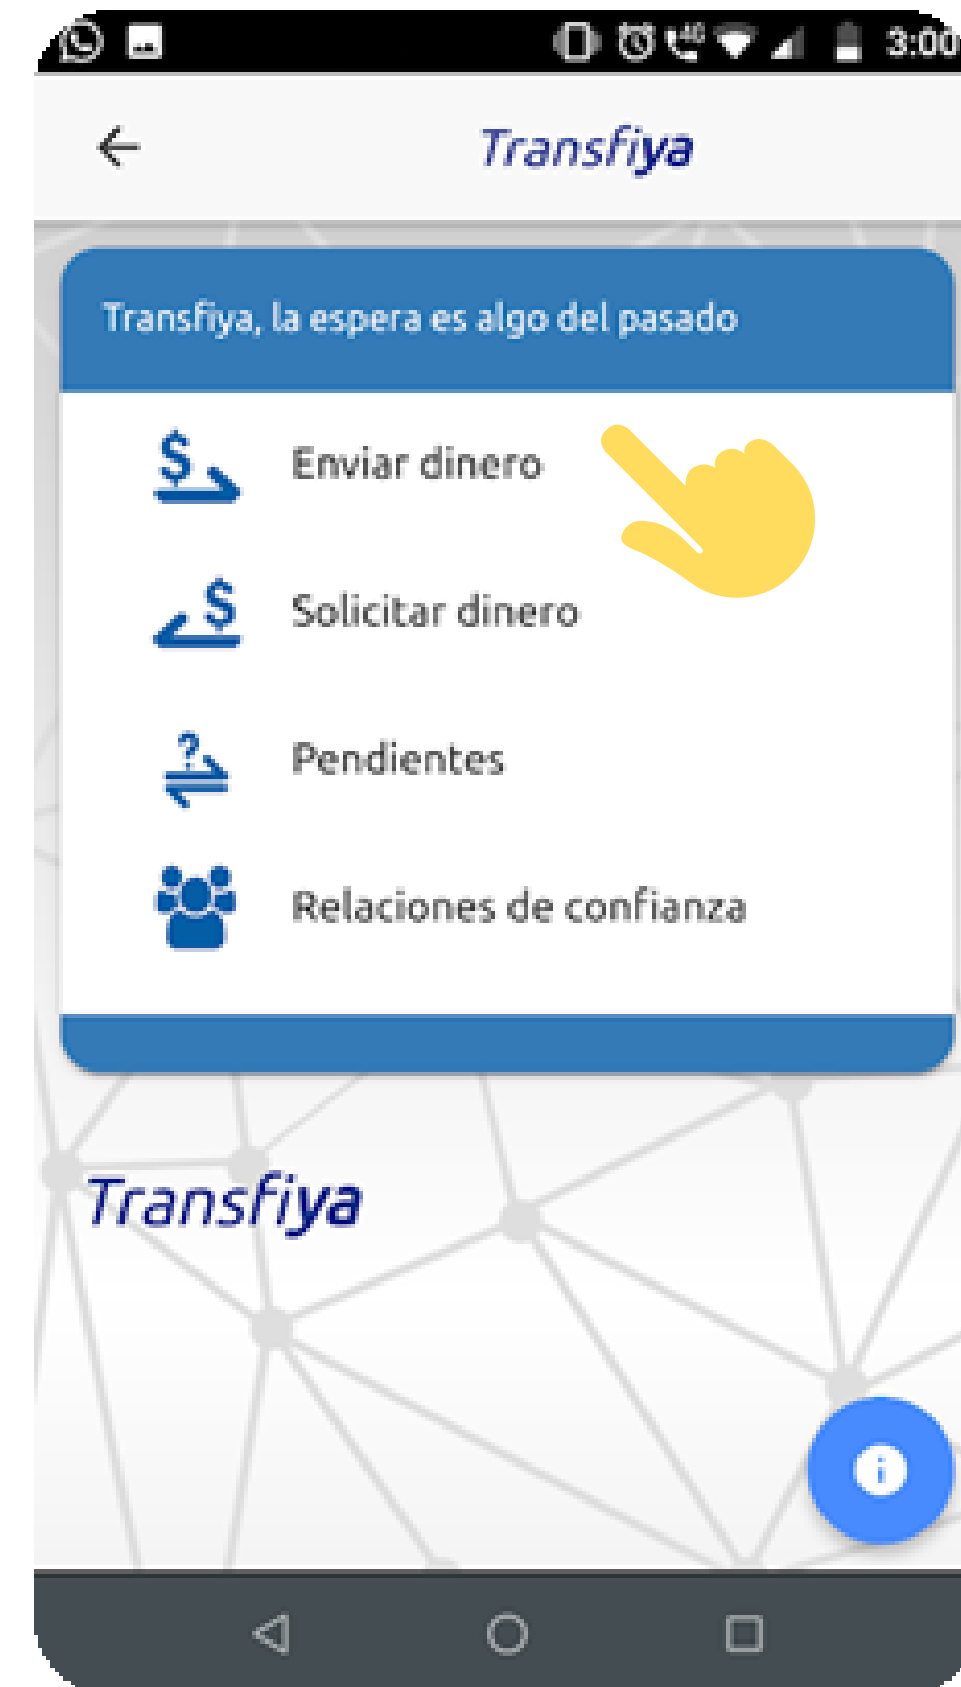 4G 3:00
Transfiya
Transfiya, la espera es algo del pasado
$ Enviar dinero
$ Solicitar dinero
? Pendientes
Relaciones de confianza
Transfiya
i